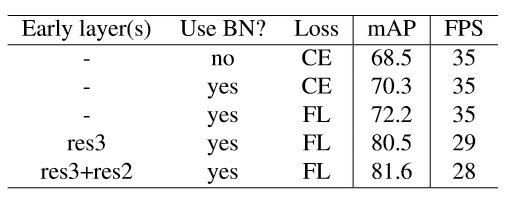 Early layer(s) Use BN? Loss mAP FPS
- no CE 68.5 35
- yes CE 70.3 35
- yes FL 72.2 35
res3 yes FL 80.5 29
res3+res2 yes FL 81.6 28